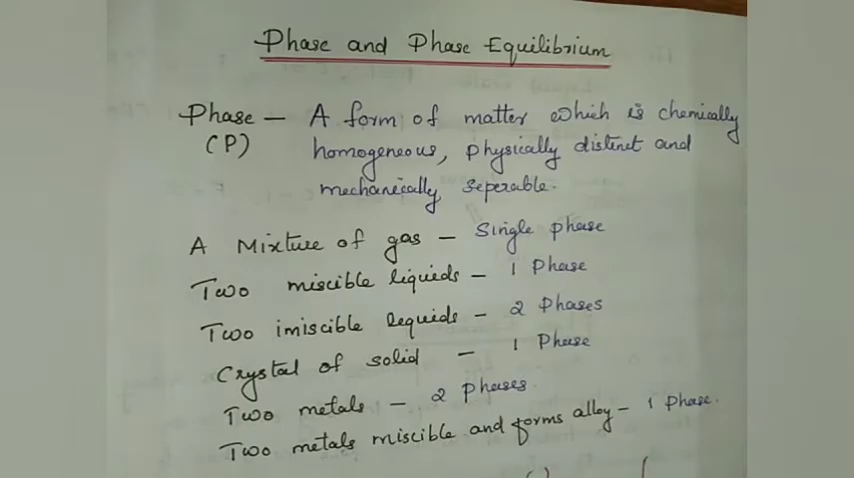 Phase and Phase Equilibrium
Phase — A form of matter which is chemically
(P) homogeneous, physically distinct and
mechanically seperable.
A Mixture of gas — Single phase
Two miscible liquids — 1 Phase
Two imiscible liquids — 2 Phases
Crystal of solid — 1 Phase
Two metals — 2 phases.
Two metals miscible and forms alloy — 1 phase.